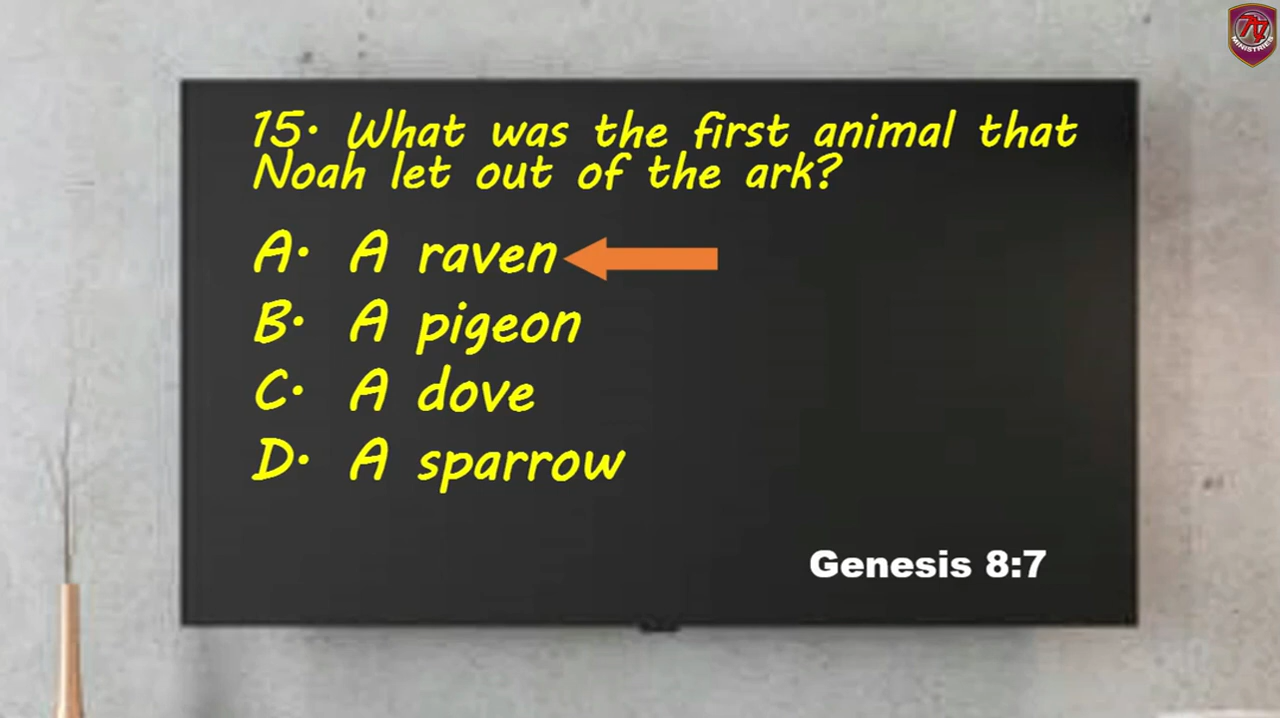 15. What was the first animal that
Noah let out of the ark?
A. A raven
B. A pigeon
C. A dove
D. A sparrow
Genesis 8:7
MINISTRIES